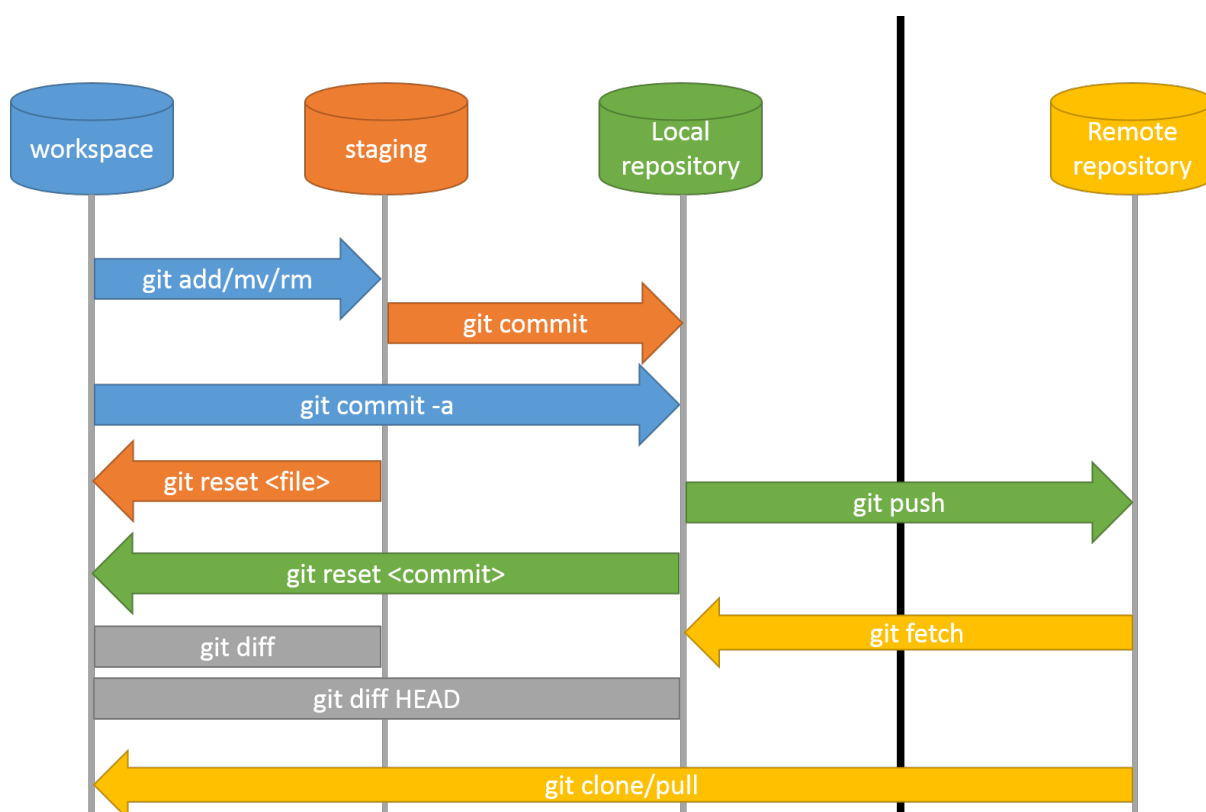 workspace
staging
Local
repository
Remote
repository
git add/mv/rm
git commit
git commit -a
git reset <file>
git push
git reset <commit>
git fetch
git diff
git diff HEAD
git clone/pull